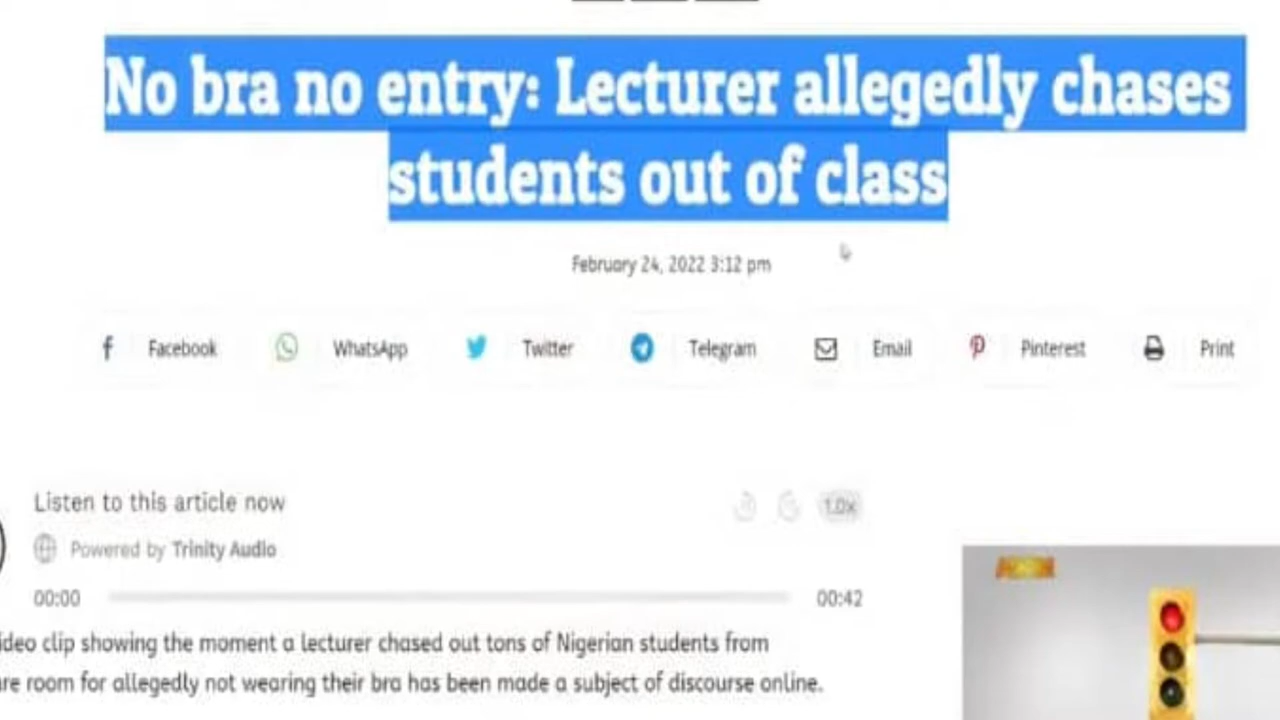 No bra no entry: Lecturer allegedly chases
students out of class
February 24, 2022 3:12 pm
Facebook WhatsApp Twitter Telegram Email Pinterest Print
Listen to this article now
1.0x
Powered by Trinity Audio
00:00 00:42
ideo clip showing the moment a lecturer chased out tons of Nigerian students from
re room for allegedly not wearing their bra has been made a subject of discourse online.